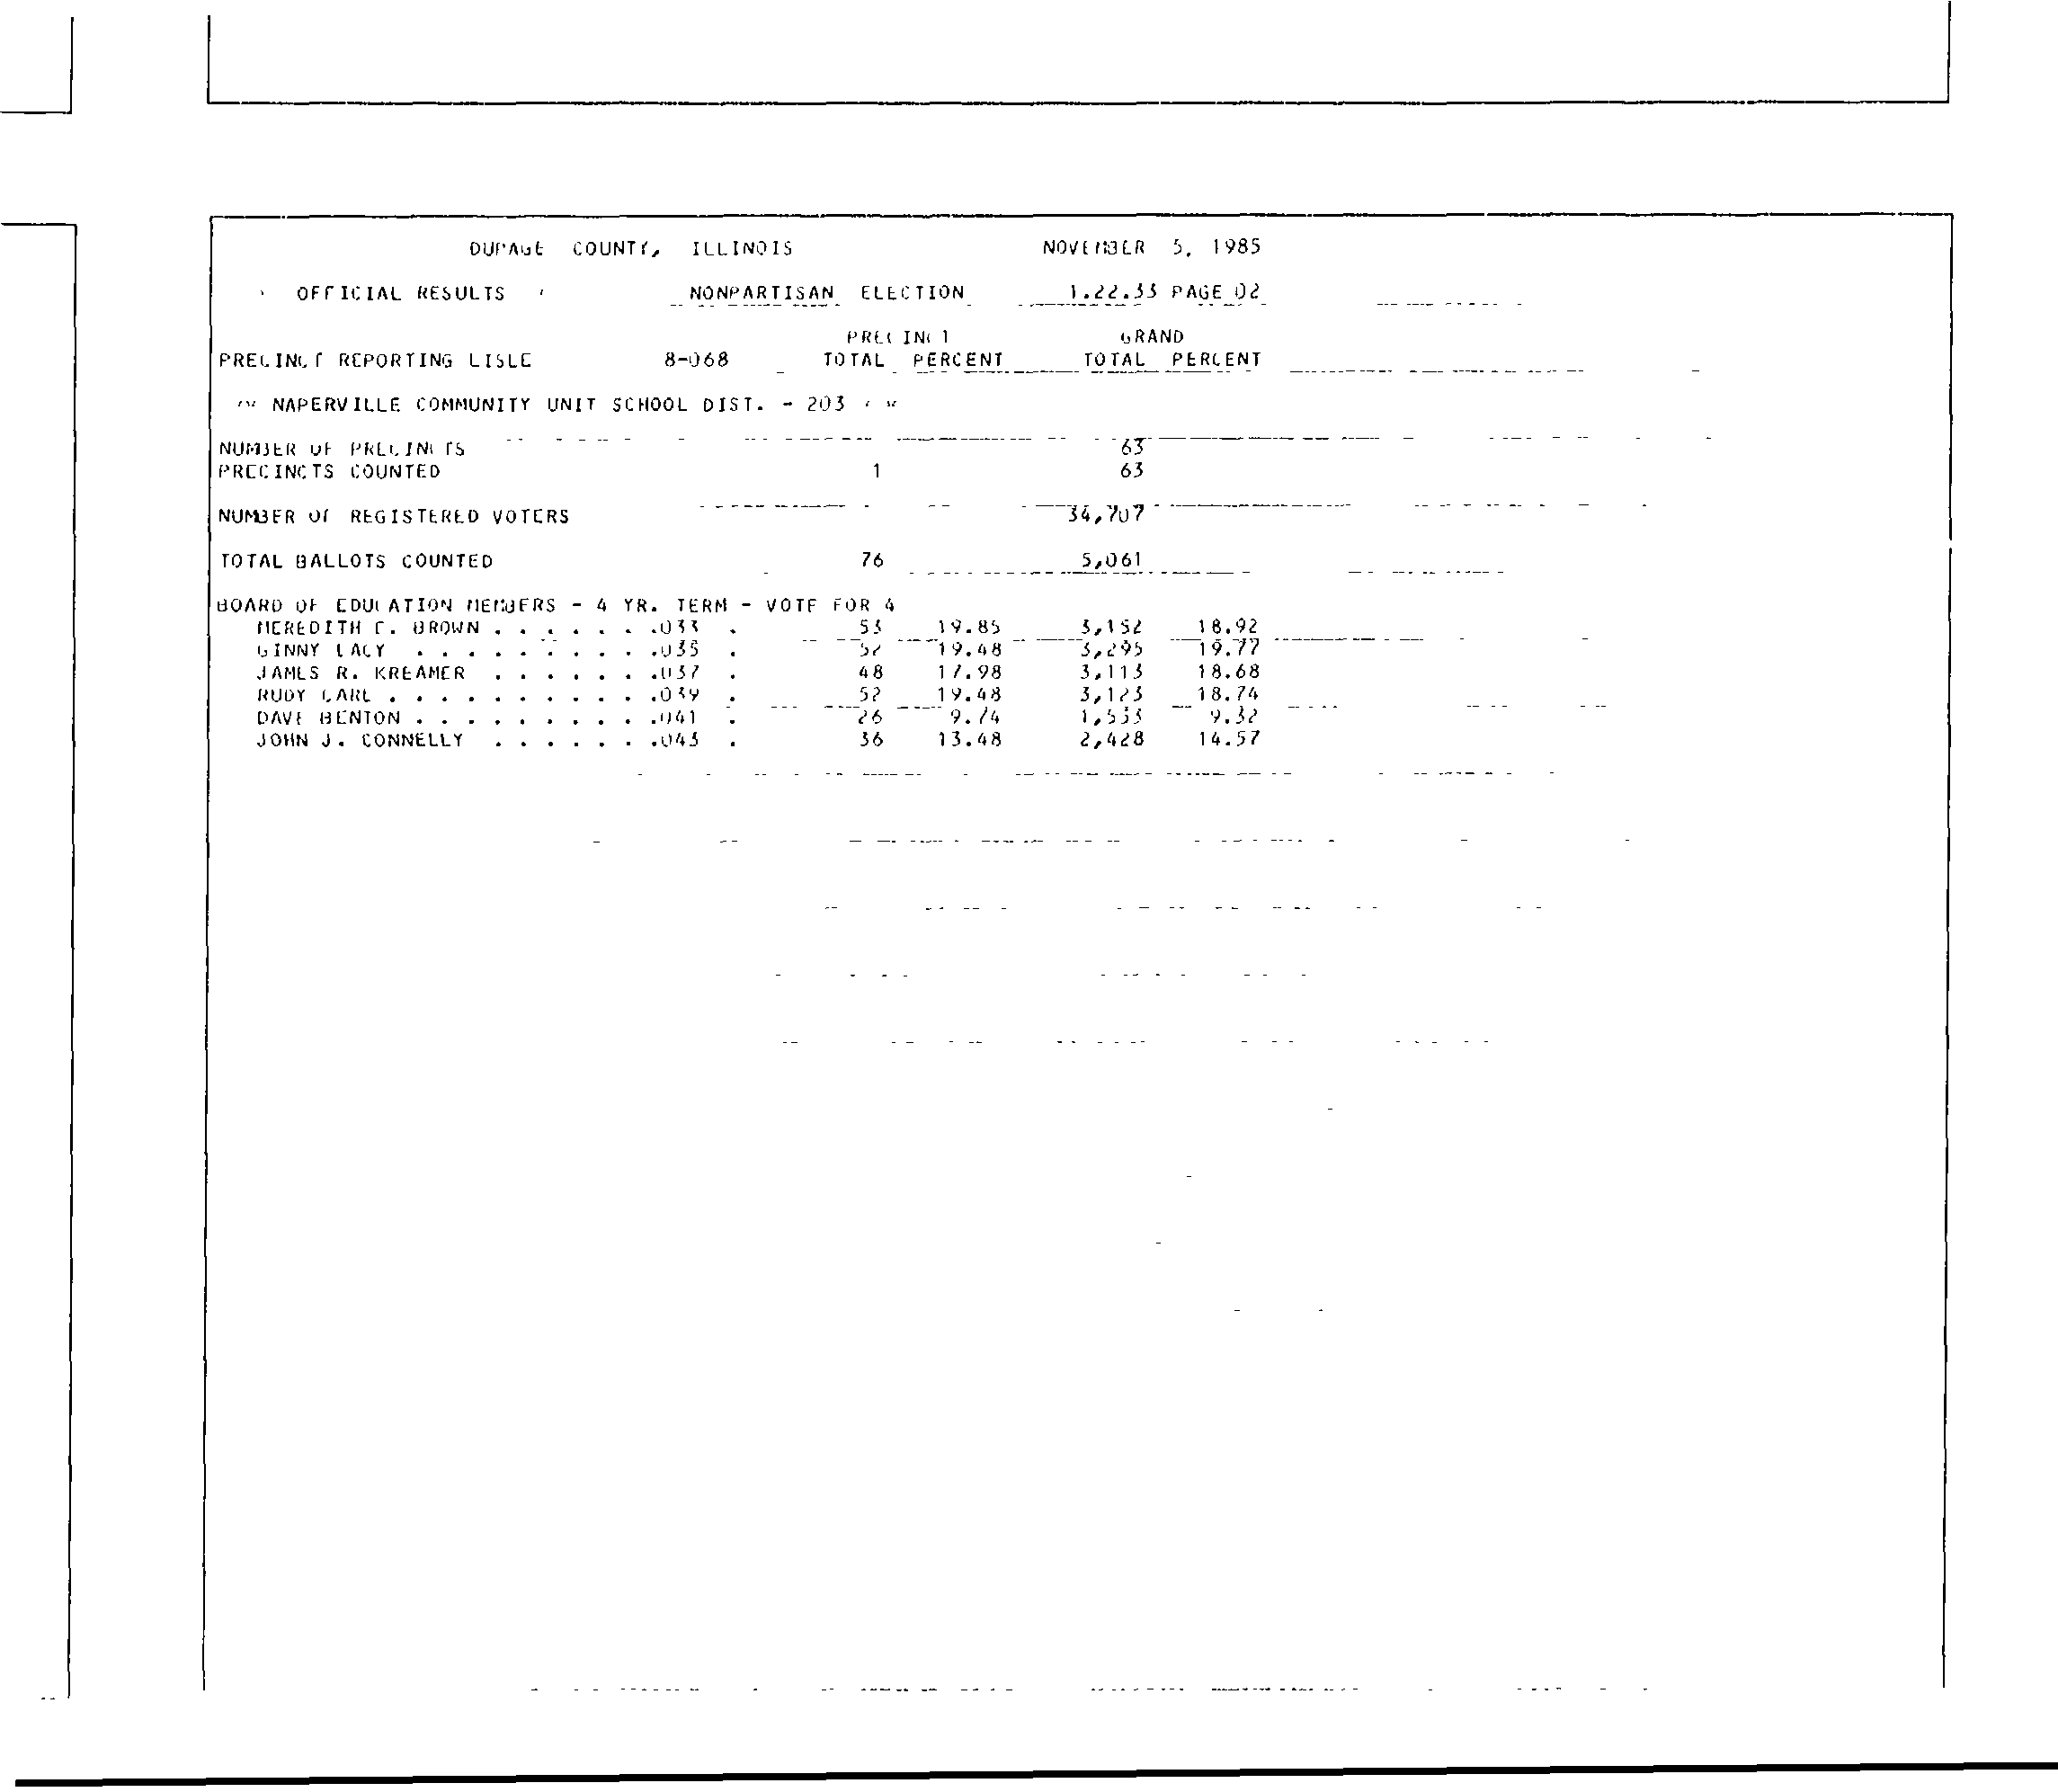 DUPAGE COUNTY, ILLINOIS NOVEMBER 5, 1985
OFFICIAL RESULTS NONPARTISAN ELECTION 1.22.33 PAGE 02
PRECINCT GRAND
PRECINCT REPORTING LISLE 8-068 TOTAL PERCENT TOTAL PERCENT
NAPERVILLE COMMUNITY UNIT SCHOOL DIST. - 203
NUMBER OF PRECINCTS 63
PRECINCTS COUNTED 1 63
NUMBER OF REGISTERED VOTERS 34,707
TOTAL BALLOTS COUNTED 76 5,061
BOARD OF EDUCATION MEMBERS - 4 YR. TERM - VOTE FOR 4
MEREDITH E. BROWN . . . . . . .033 . 53 19.85 3,152 18.92
GINNY LACY . . . . . . . . . .035 . 52 19.48 3,295 19.77
JAMES R. KREAMER . . . . . . .037 . 48 17.98 3,113 18.68
RUDY CARL . . . . . . . . . . .039 . 52 19.48 3,123 18.74
DAVE BENTON . . . . . . . . . .041 . 26 9.74 1,553 9.32
JOHN J. CONNELLY . . . . . . .043 . 36 13.48 2,428 14.57